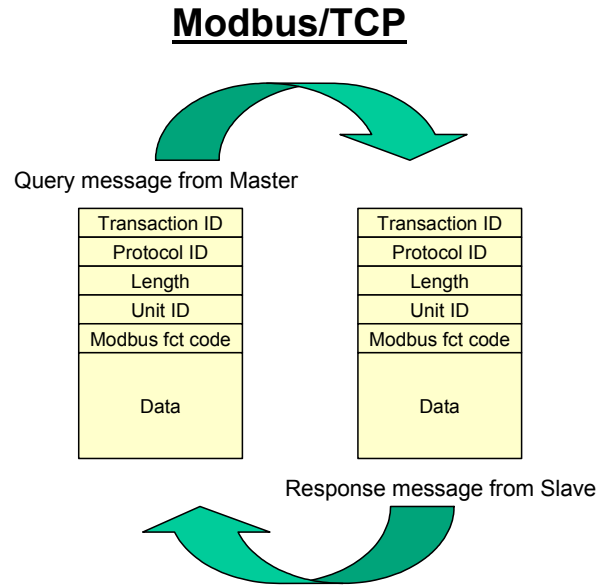 Modbus/TCP
Query message from Master
Transaction ID
Protocol ID
Length
Unit ID
Modbus fct code
Data
Transaction ID
Protocol ID
Length
Unit ID
Modbus fct code
Data
Response message from Slave